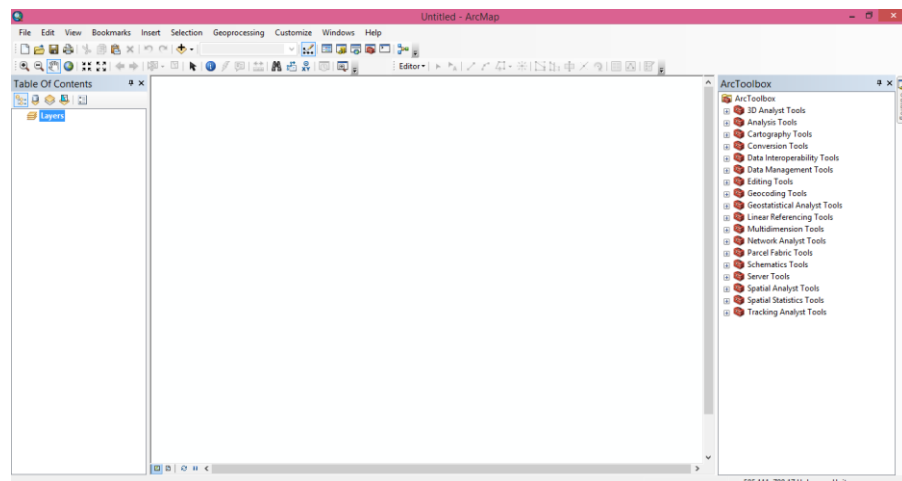 Untitled - ArcMap
File Edit View Bookmarks Insert Selection Geoprocessing Customize Windows Help
Editor
Table Of Contents
Layers
ArcToolbox
ArcToolbox
3D Analyst Tools
Analysis Tools
Cartography Tools
Conversion Tools
Data Interoperability Tools
Data Management Tools
Editing Tools
Geocoding Tools
Geostatistical Analyst Tools
Linear Referencing Tools
Multidimension Tools
Network Analyst Tools
Parcel Fabric Tools
Schematics Tools
Server Tools
Spatial Analyst Tools
Spatial Statistics Tools
Tracking Analyst Tools